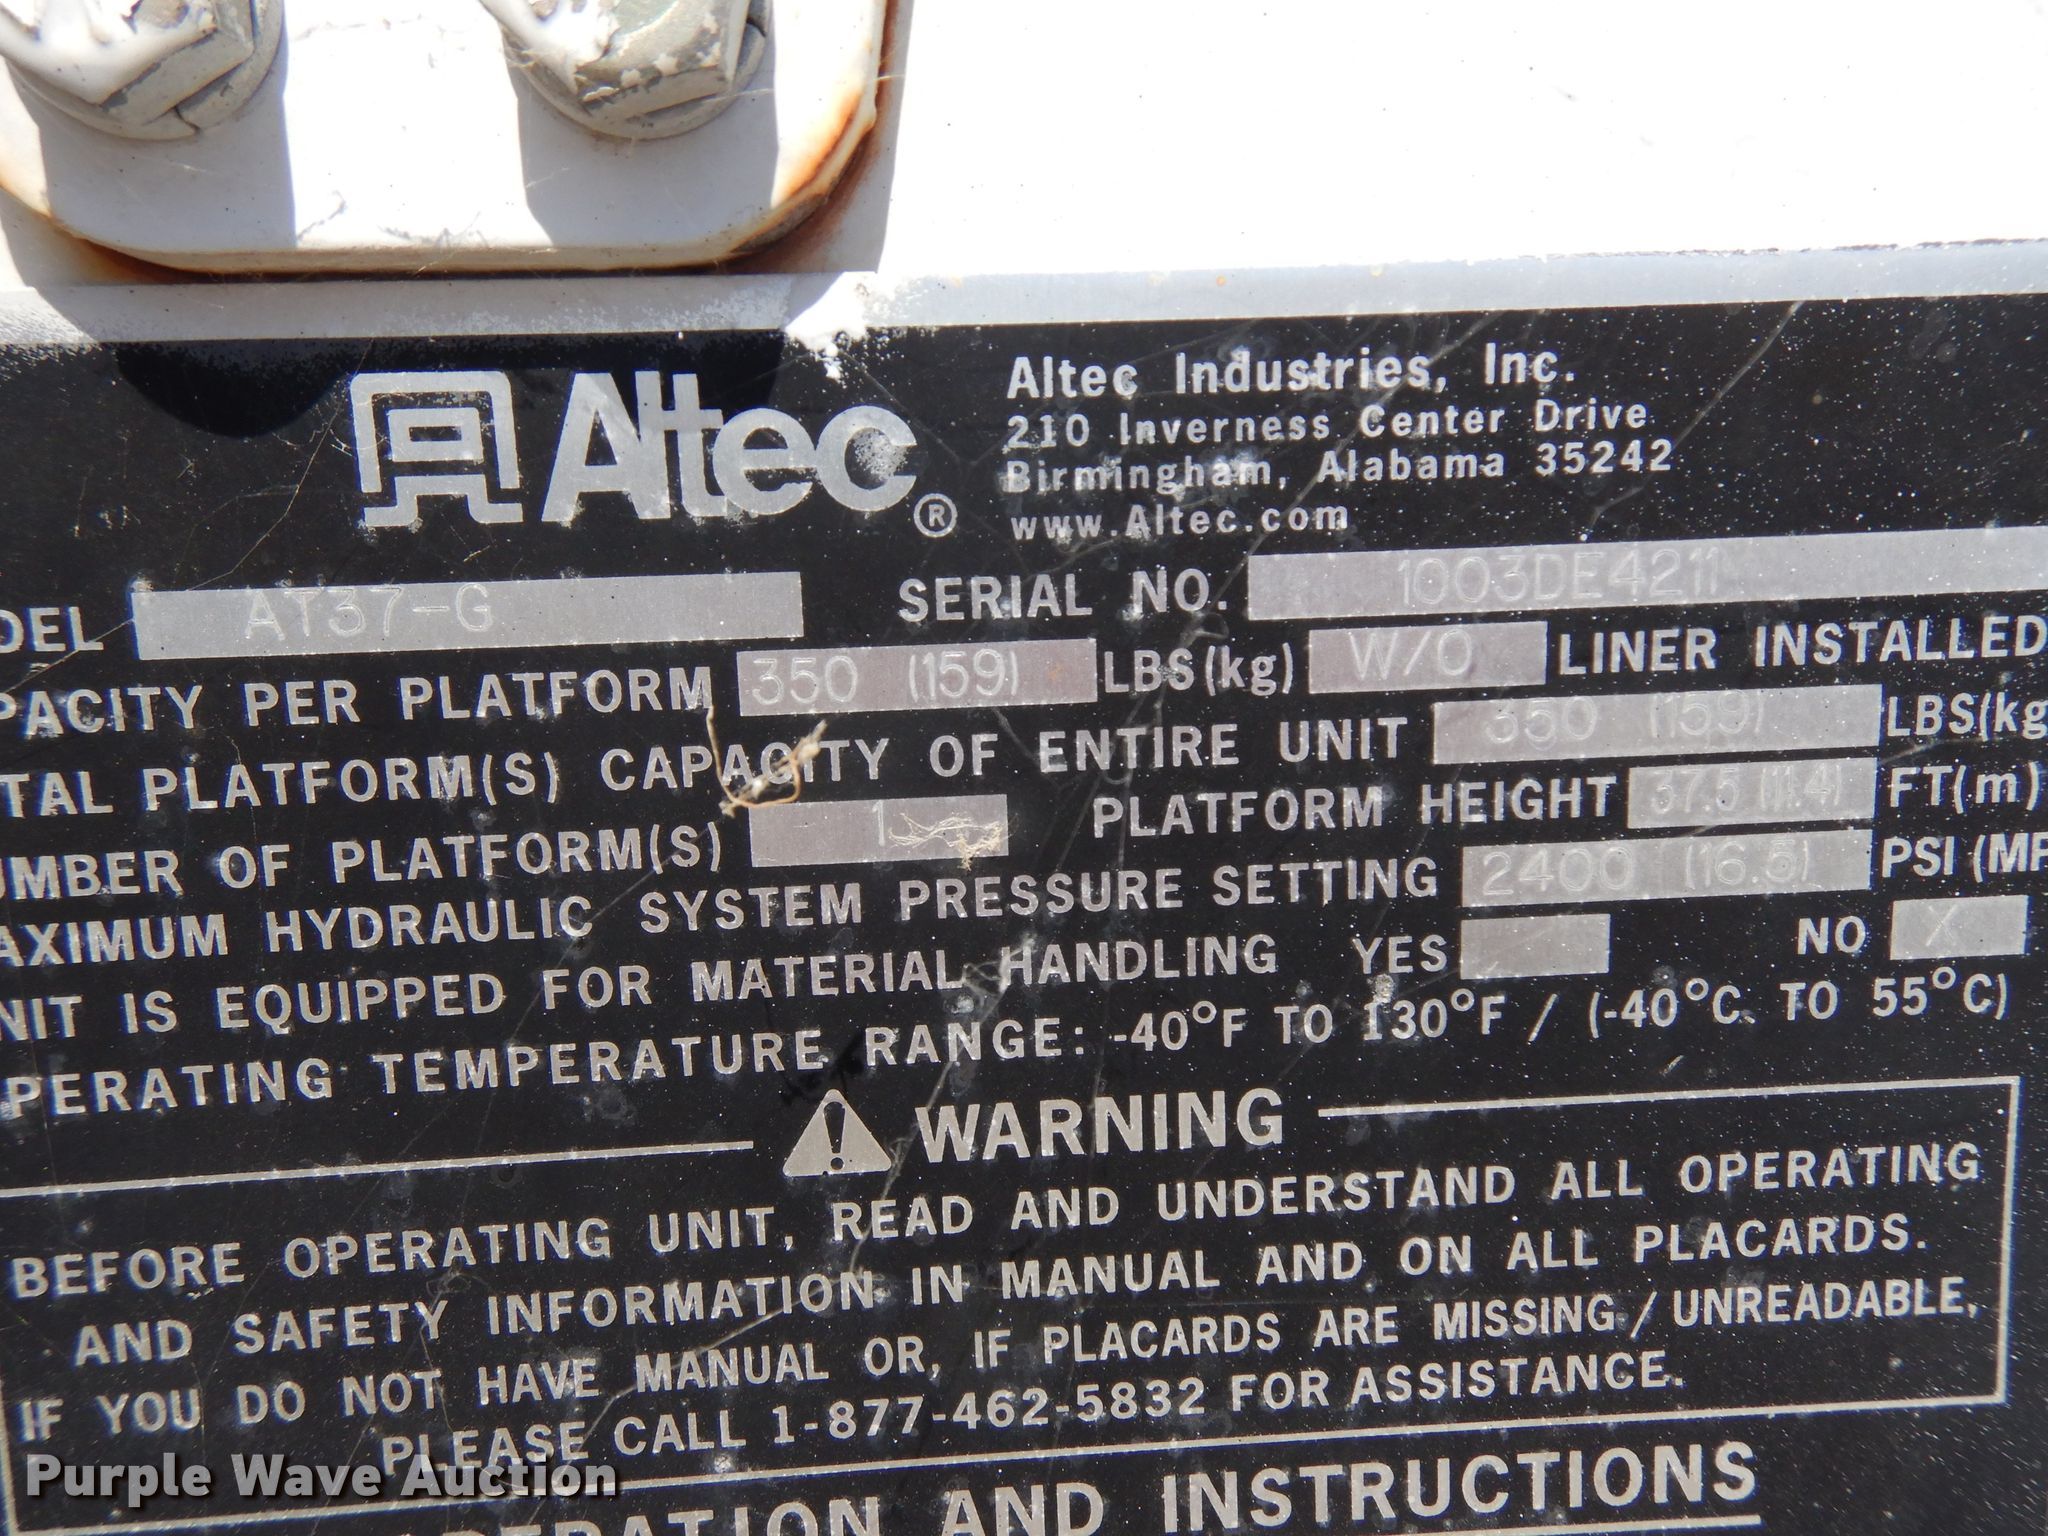 Altec®
Altec Industries, Inc.
210 Inverness Center Drive
Birmingham, Alabama 35242
www.Altec.com
DEL AT37-G SERIAL NO. 1003DE4211
PACITY PER PLATFORM 350 (159) LBS(kg) W/O LINER INSTALLED
TAL PLATFORM(S) CAPACITY OF ENTIRE UNIT 350 (159) LBS(kg
UMBER OF PLATFORM(S) 1 PLATFORM HEIGHT 37.5 (11.4) FT(m)
AXIMUM HYDRAULIC SYSTEM PRESSURE SETTING 2400 (16.5) PSI (MP
NIT IS EQUIPPED FOR MATERIAL HANDLING YES NO X
PERATING TEMPERATURE RANGE: -40°F TO 130°F / (-40°C. TO 55°C)
WARNING
BEFORE OPERATING UNIT, READ AND UNDERSTAND ALL OPERATING
AND SAFETY INFORMATION IN MANUAL AND ON ALL PLACARDS.
IF YOU DO NOT HAVE MANUAL OR, IF PLACARDS ARE MISSING/UNREADABLE,
PLEASE CALL 1-877-462-5832 FOR ASSISTANCE.
ERATION AND INSTRUCTIONS
Purple Wave Auction